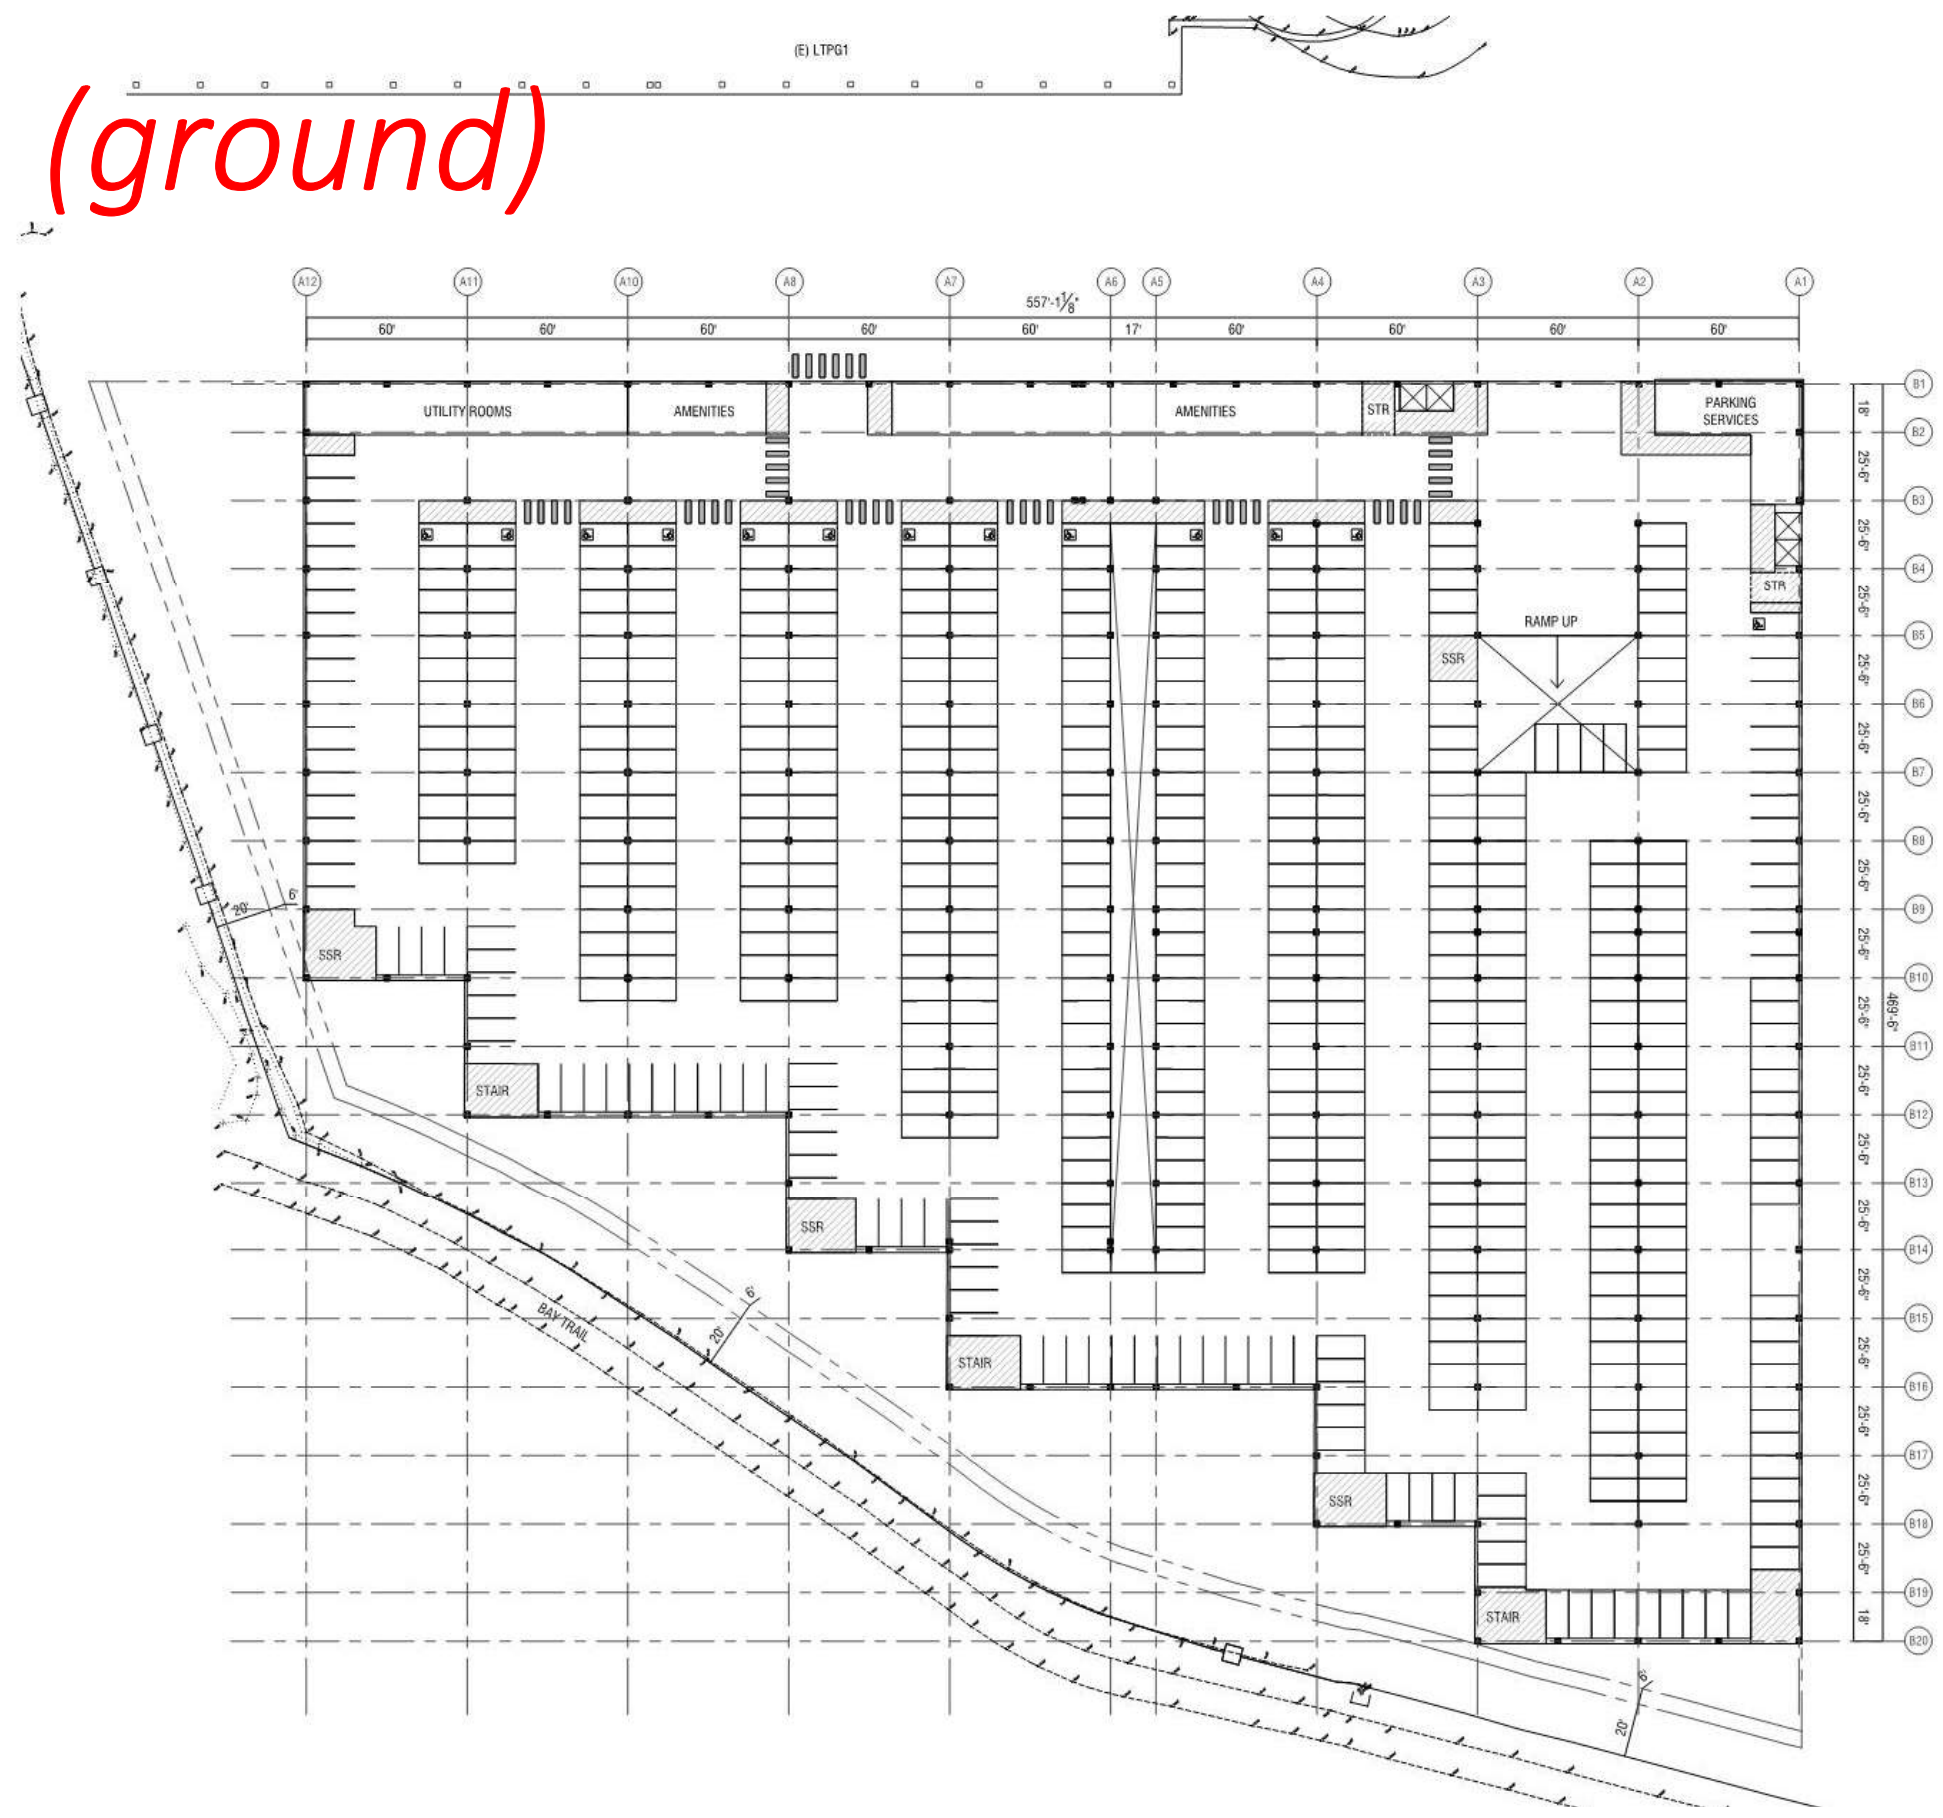 (E) LTPG1
(ground)
A12 A11 A10 A8 A7 A6 A5 A4 A3 A2 A1
557'-1 1/8"
60' 60' 60' 60' 60' 17' 60' 60' 60' 60'
UTILITY ROOMS
AMENITIES
AMENITIES
STR
PARKING
SERVICES
B1
18'
B2
25'-6"
B3
25'-6"
B4
STR
25'-6"
RAMP UP
B5
SSR
25'-6"
B6
25'-6"
B7
25'-6"
B8
25'-6"
6'
20'
B9
25'-6"
SSR
B10
469'-6"
25'-6"
B11
25'-6"
STAIR
B12
25'-6"
B13
25'-6"
SSR
B14
25'-6"
6'
20'
BAY TRAIL
B15
25'-6"
STAIR
B16
25'-6"
B17
25'-6"
SSR
B18
25'-6"
B19
18'
STAIR
B20
6'
20'